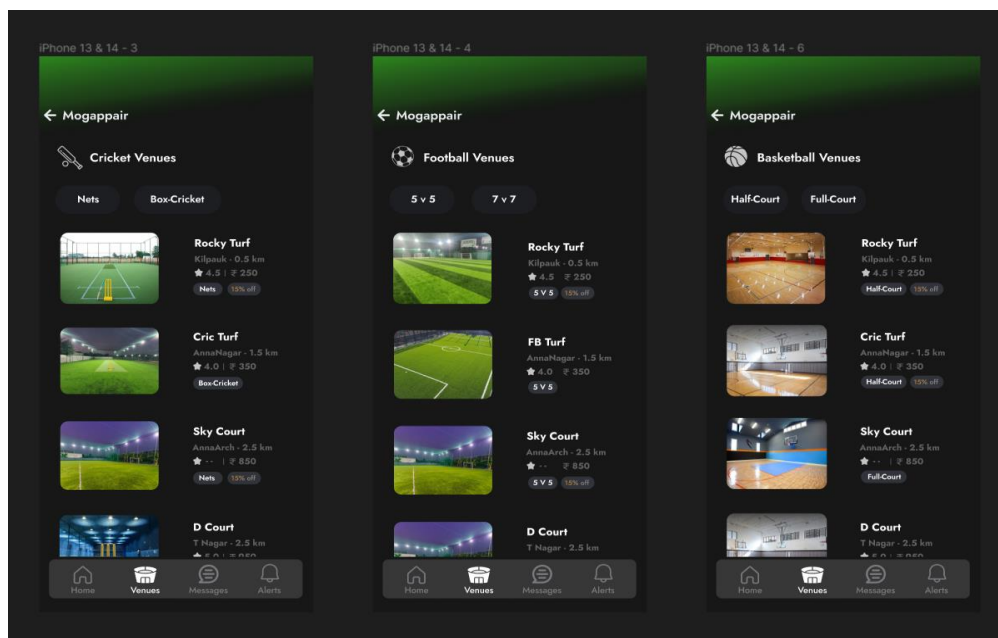 iPhone 13 & 14 - 3
← Mogappair
Cricket Venues
Nets Box-Cricket
Rocky Turf
Kilpauk - 0.5 km
4.5 | ₹ 250
Nets 15% off
Cric Turf
AnnaNagar - 1.5 km
4.0 | ₹ 350
Box-Cricket
Sky Court
AnnaArch - 2.5 km
- - | ₹ 850
Nets 15% off
D Court
T Nagar - 2.5 km
Home Venues Messages Alerts
iPhone 13 & 14 - 4
← Mogappair
Football Venues
5 v 5 7 v 7
Rocky Turf
Kilpauk - 0.5 km
4.5 ₹ 250
5 V 5 15% off
FB Turf
AnnaNagar - 1.5 km
4.0 ₹ 350
5 V 5
Sky Court
AnnaArch - 2.5 km
- - ₹ 850
5 V 5 15% off
D Court
T Nagar - 2.5 km
Home Venues Messages Alerts
iPhone 13 & 14 - 6
← Mogappair
Basketball Venues
Half-Court Full-Court
Rocky Turf
Kilpauk - 0.5 km
4.5 | ₹ 250
Half-Court 15% off
Cric Turf
AnnaNagar - 1.5 km
4.0 | ₹ 350
Half-Court 15% off
Sky Court
AnnaArch - 2.5 km
- - | ₹ 850
Full-Court
D Court
T Nagar - 2.5 km
Home Venues Messages Alerts